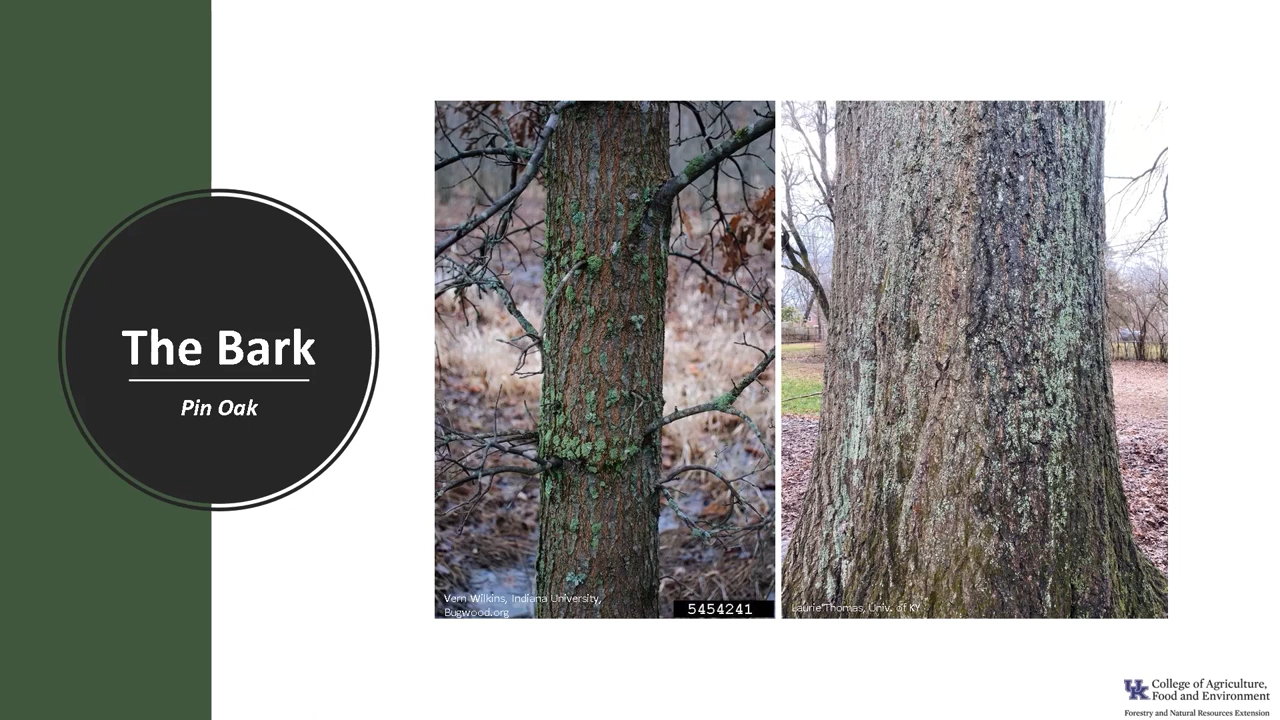 The Bark
Pin Oak
Vern Wilkins, Indiana University,
Bugwood.org
5454241
Laurie Thomas, Univ. of KY
UK College of Agriculture,
Food and Environment
Forestry and Natural Resources Extension